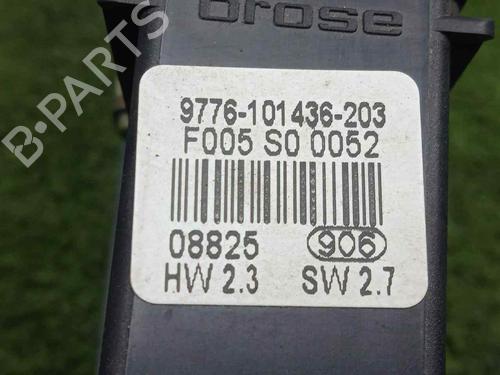 brose
B-PARTS
9776-101436-203
F005 S0 0052
08825 906
HW 2.3 SW 2.7